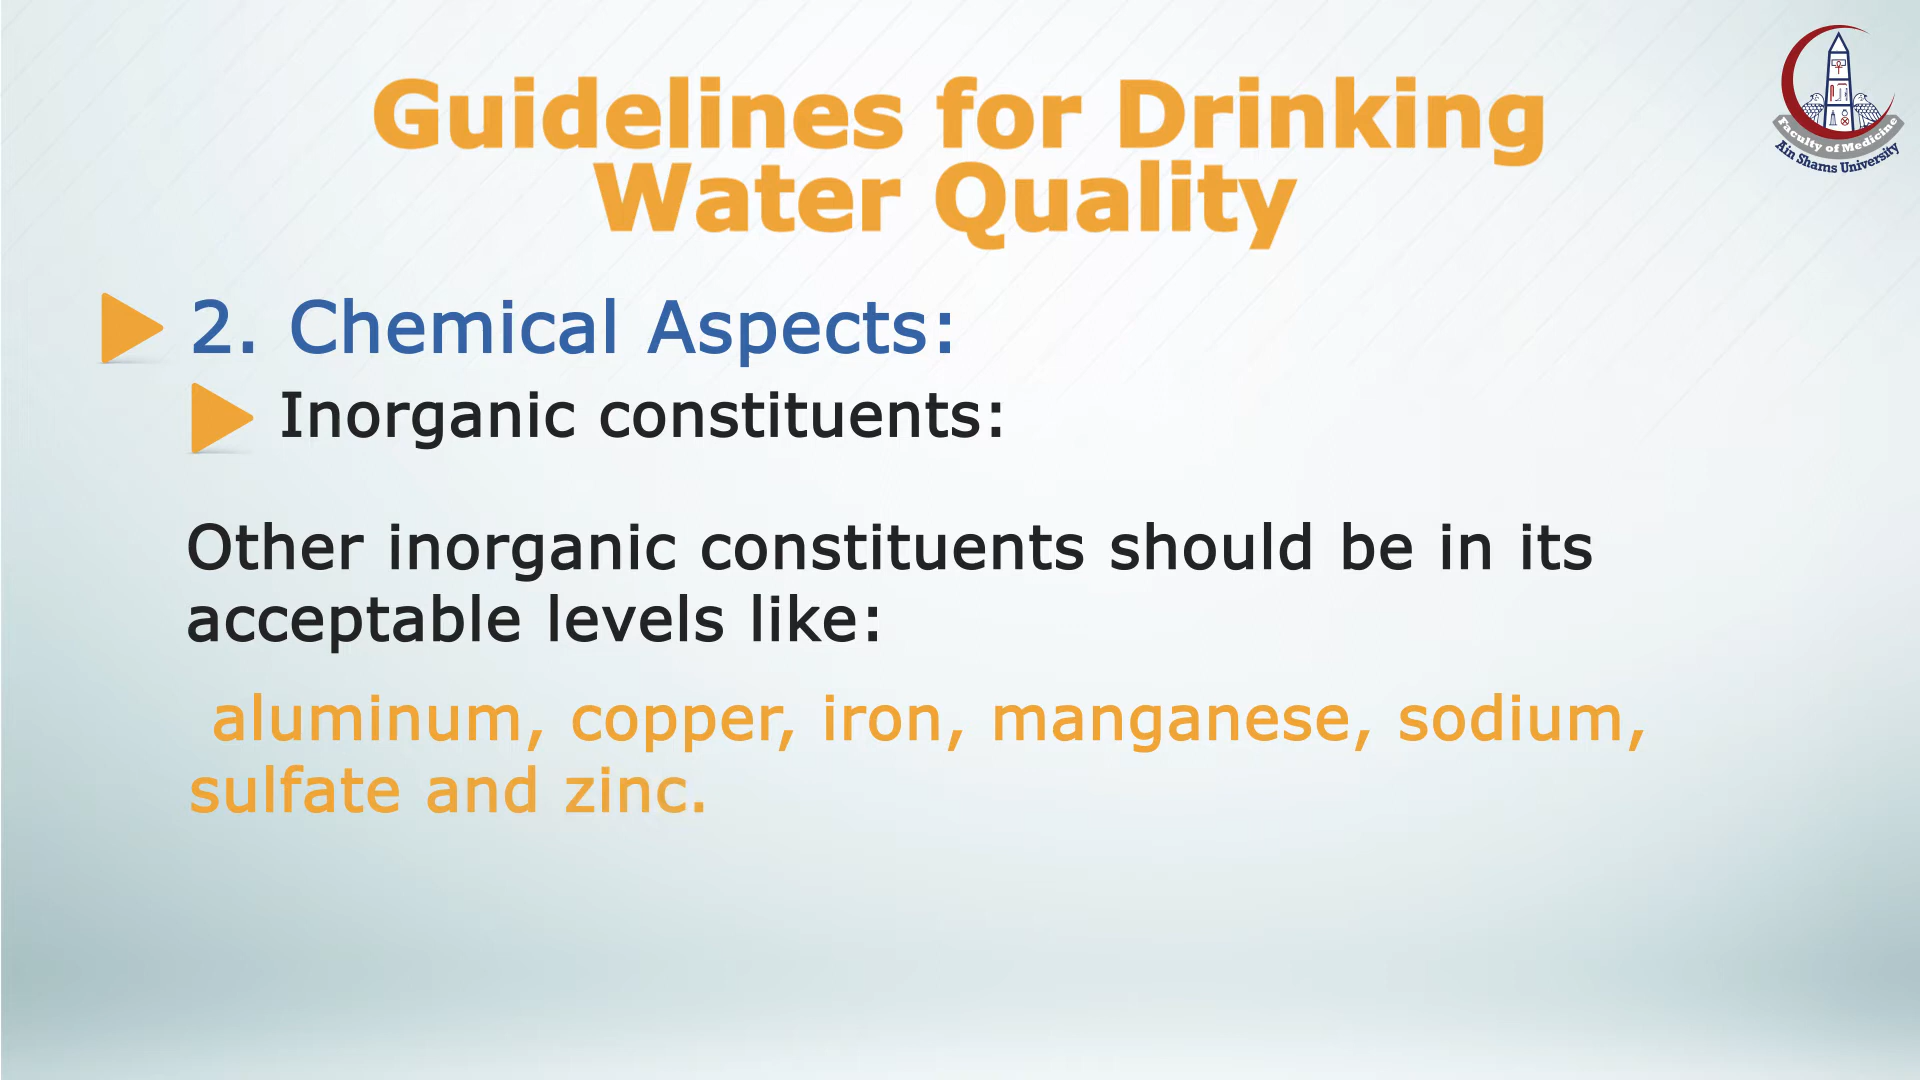 Guidelines for Drinking
Water Quality
2. Chemical Aspects:
Inorganic constituents:
Other inorganic constituents should be in its
acceptable levels like:
aluminum, copper, iron, manganese, sodium,
sulfate and zinc.
Faculty of Medicine
Ain Shams University